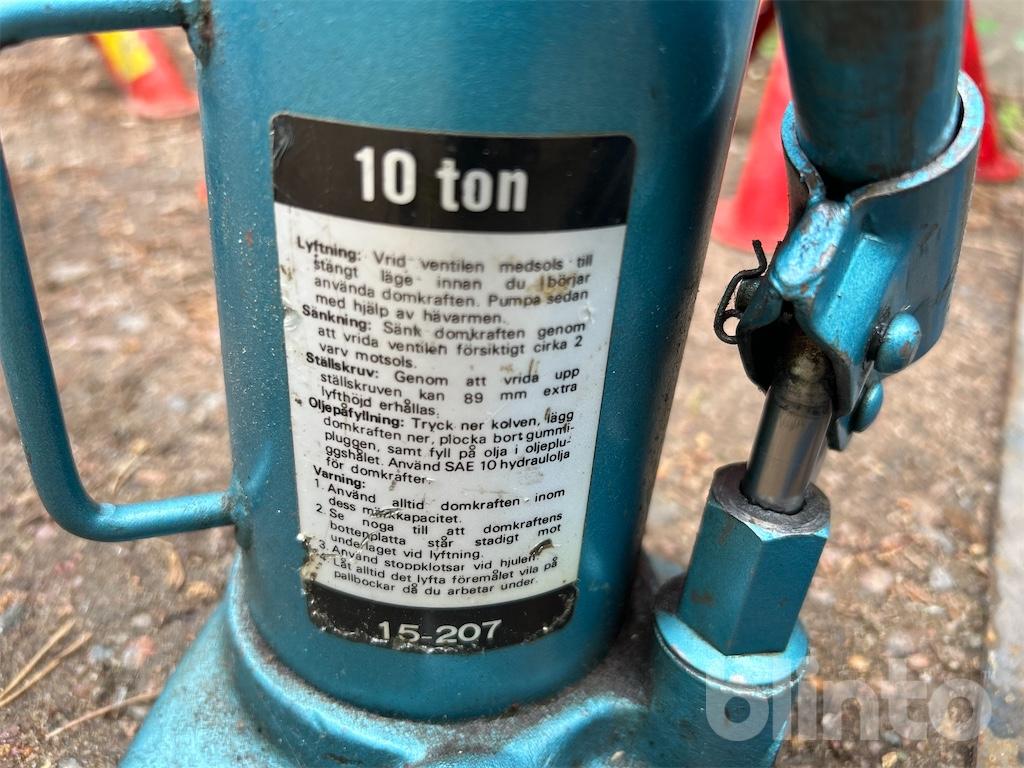 10 ton
Lyftning: Vrid ventilen medsols till
stängt läge innan du börjar
använda domkraften. Pumpa sedan
med hjälp av hävarmen.
Sänkning: Sänk domkraften genom
att vrida ventilen försiktigt cirka 2
varv motsols.
Ställskruv: Genom att vrida upp
ställskruven kan 89 mm extra
lyfthöjd erhållas.
Oljepåfyllning: Tryck ner kolven, lägg
domkraften ner, plocka bort gummi-
pluggen, samt fyll på olja i oljeplu-
ggshålet. Använd SAE 10 hydraulolja
för domkräfter.
Varning:
1. Använd alltid domkraften inom
dess märkkapacitet.
2. Se noga till att domkraftens
bottenplatta står stadigt mot
underlaget vid lyftning.
3. Använd stoppklotsar vid hjulen.
4. Låt alltid det lyfta föremålet vila på
pallbockar då du arbetar under.
15-207
blinto